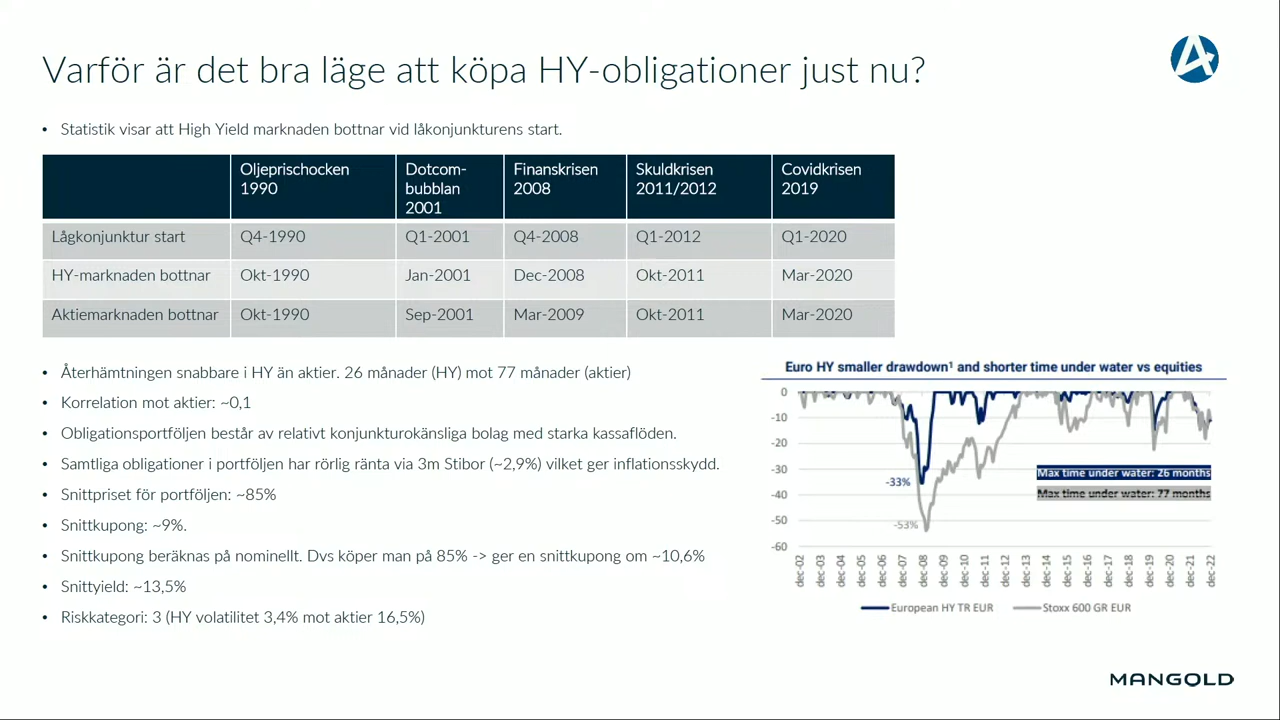 Varför är det bra läge att köpa HY-obligationer just nu?
• Statistik visar att High Yield marknaden bottnar vid låkonjunkturens start.
Oljeprischocken 1990 Dotcom-bubblan 2001 Finanskrisen 2008 Skuldkrisen 2011/2012 Covidkrisen 2019
Lågkonjunktur start Q4-1990 Q1-2001 Q4-2008 Q1-2012 Q1-2020
HY-marknaden bottnar Okt-1990 Jan-2001 Dec-2008 Okt-2011 Mar-2020
Aktiemarknaden bottnar Okt-1990 Sep-2001 Mar-2009 Okt-2011 Mar-2020
• Återhämtningen snabbare i HY än aktier. 26 månader (HY) mot 77 månader (aktier)
• Korrelation mot aktier: ~0,1
• Obligationsportföljen består av relativt konjunkturokänsliga bolag med starka kassaflöden.
• Samtliga obligationer i portföljen har rörlig ränta via 3m Stibor (~2,9%) vilket ger inflationsskydd.
• Snittpriset för portföljen: ~85%
• Snittkupong: ~9%.
• Snittkupong beräknas på nominellt. Dvs köper man på 85% -> ger en snittkupong om ~10,6%
• Snittyield: ~13,5%
• Riskkategori: 3 (HY volatilitet 3,4% mot aktier 16,5%)
Euro HY smaller drawdown¹ and shorter time under water vs equities
0
-10
-20
-30
-40
-50
-60
-33%
-53%
Max time under water: 26 months
Max time under water: 77 months
dec-02 dec-03 dec-04 dec-05 dec-06 dec-07 dec-08 dec-09 dec-10 dec-11 dec-12 dec-13 dec-14 dec-15 dec-16 dec-17 dec-18 dec-19 dec-20 dec-21 dec-22
European HY TR EUR Stoxx 600 GR EUR
MANGOLD